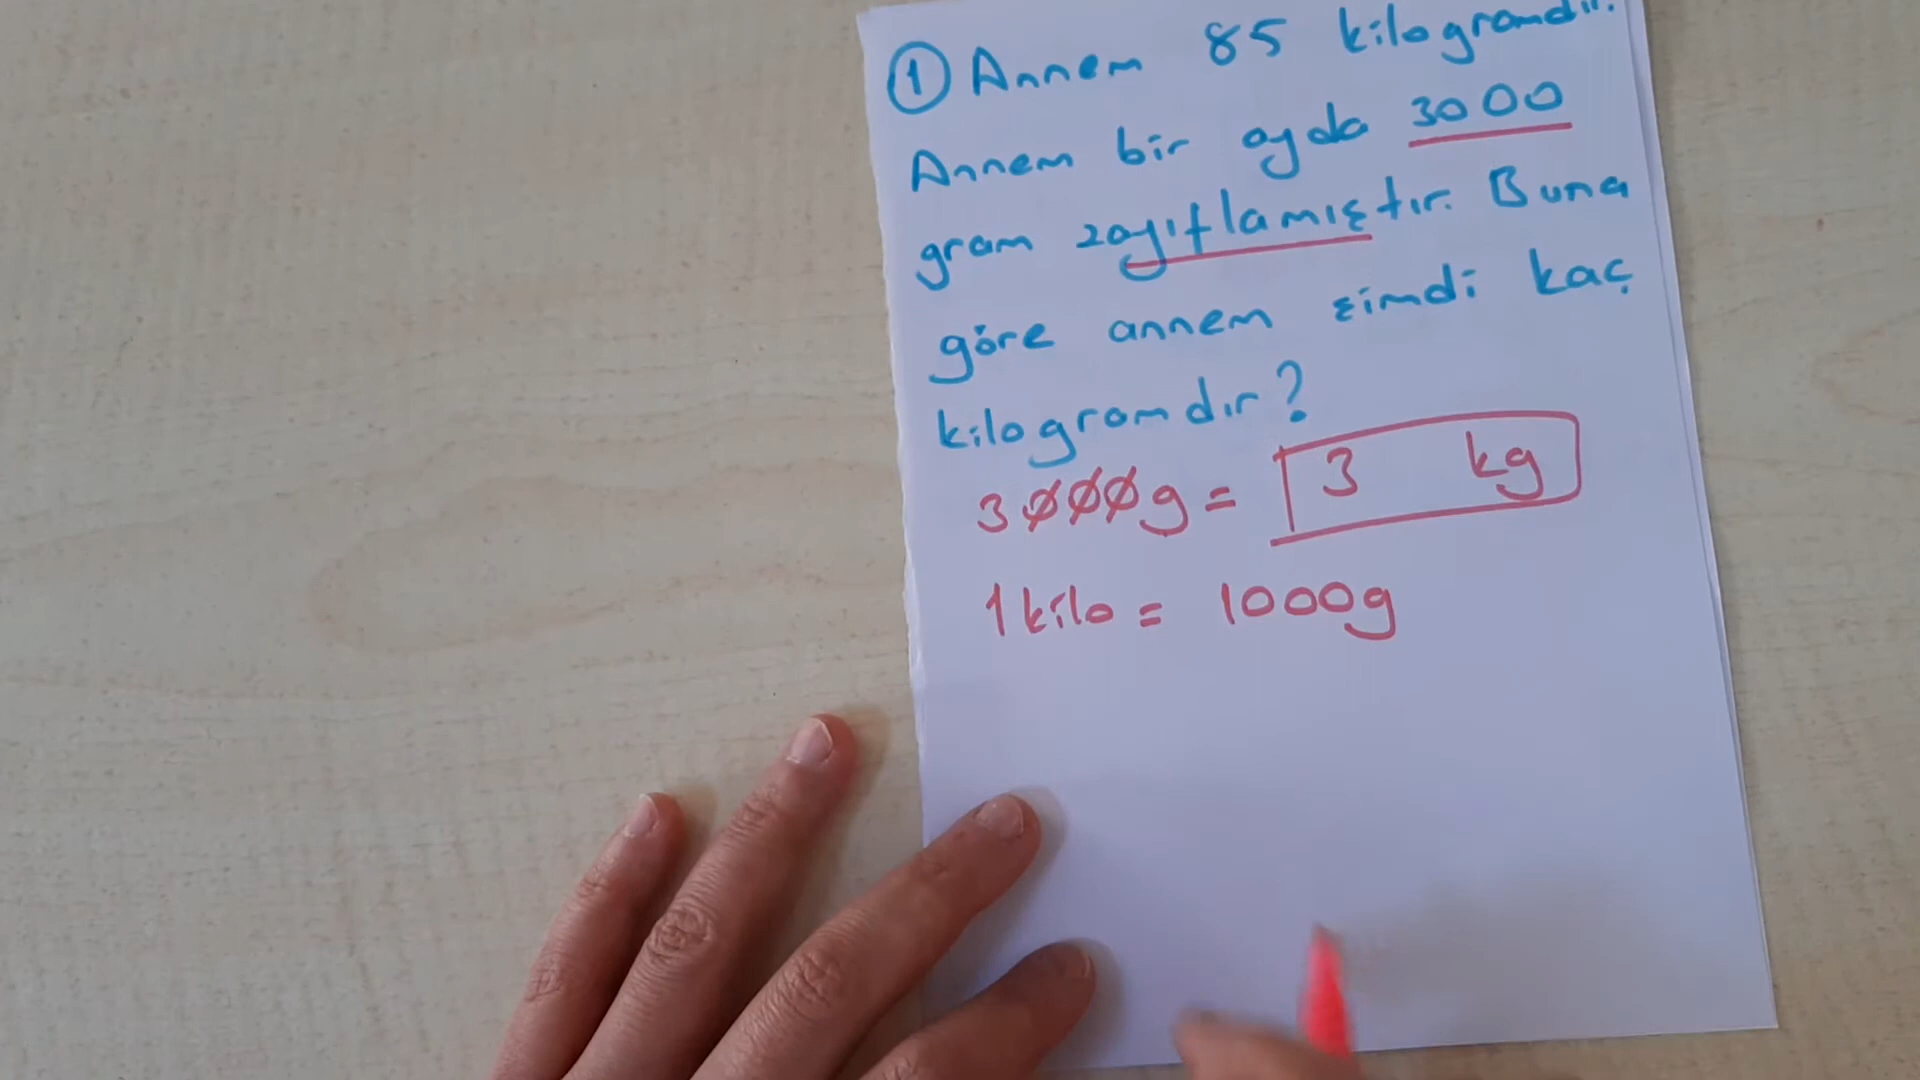 ① Annem 85 kilogramdır.
Annem bir ayda 3000
gram zayıflamıştır. Buna
göre annem şimdi kaç
kilogramdır?
3000g = 3 kg
1 kilo = 1000g